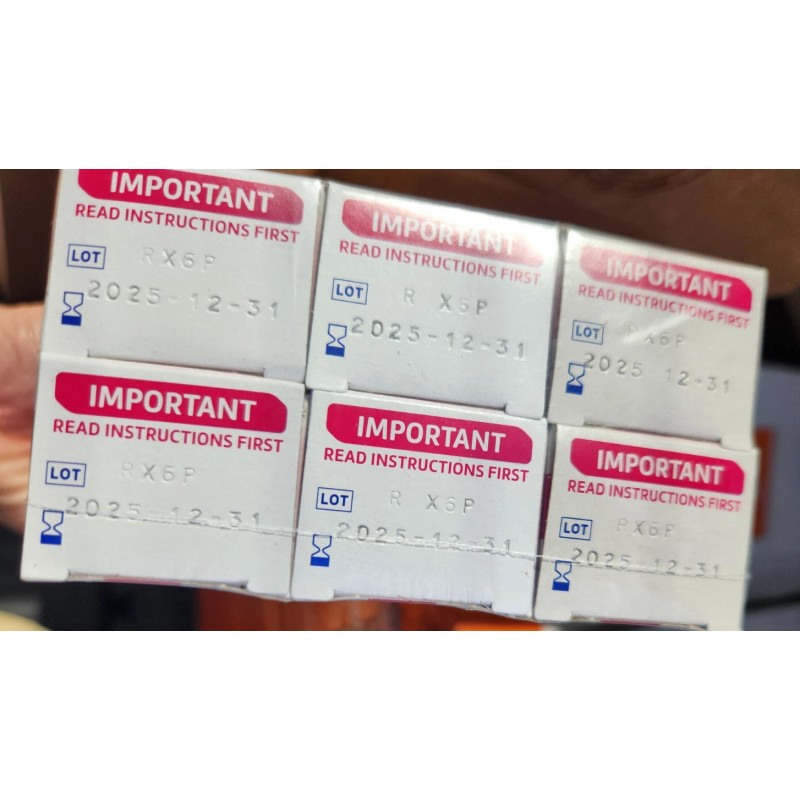 IMPORTANT
READ INSTRUCTIONS FIRST
LOT RX6P
2025-12-31
IMPORTANT
READ INSTRUCTIONS FIRST
LOT R X6P
2025-12-31
IMPORTANT
READ INSTRUCTIONS FIRST
LOT RX6P
2025 12-31
IMPORTANT
READ INSTRUCTIONS FIRST
LOT RX6P
2025-12-31
IMPORTANT
READ INSTRUCTIONS FIRST
LOT R X6P
2025-12-31
IMPORTANT
READ INSTRUCTIONS FIRST
LOT RX6P
2025-12-31